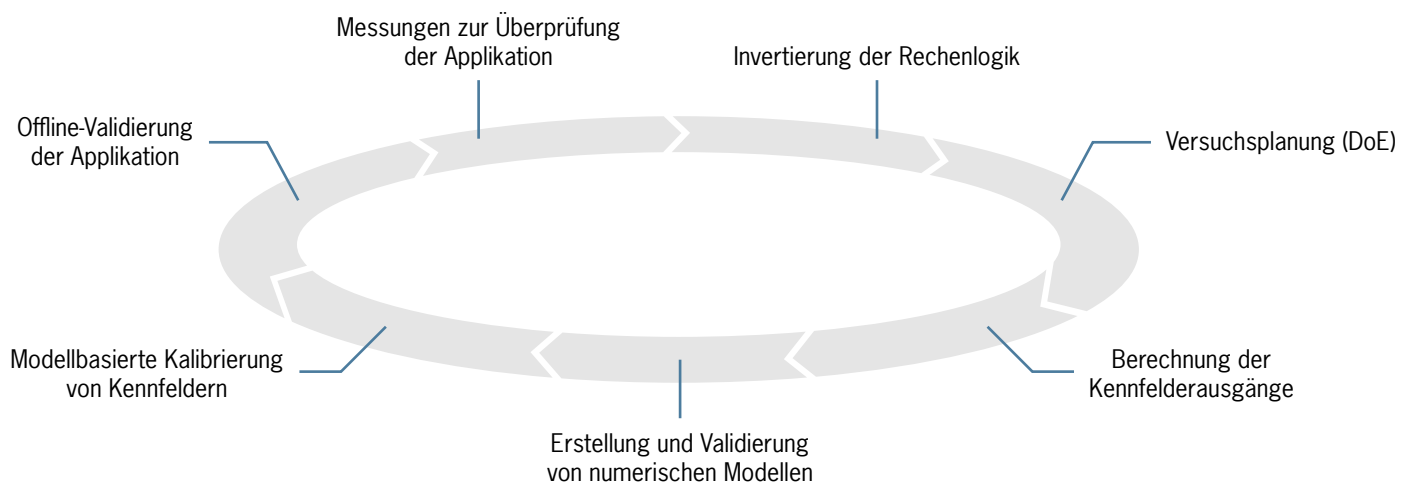 Messungen zur Überprüfung
der Applikation
Invertierung der Rechenlogik
Offline-Validierung
der Applikation
Versuchsplanung (DoE)
Modellbasierte Kalibrierung
von Kennfeldern
Berechnung der
Kennfelderausgänge
Erstellung und Validierung
von numerischen Modellen